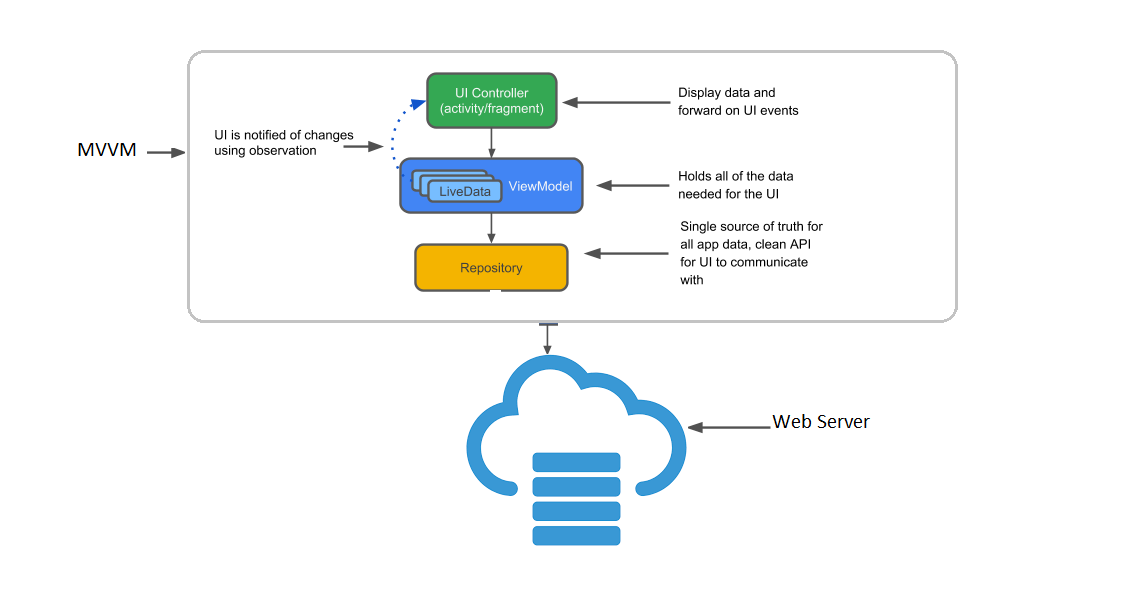 UI Controller
(activity/fragment)
Display data and
forward on UI events
UI is notified of changes
using observation
MVVM
LiveData
ViewModel
Holds all of the data
needed for the UI
Repository
Single source of truth for
all app data, clean API
for UI to communicate
with
Web Server